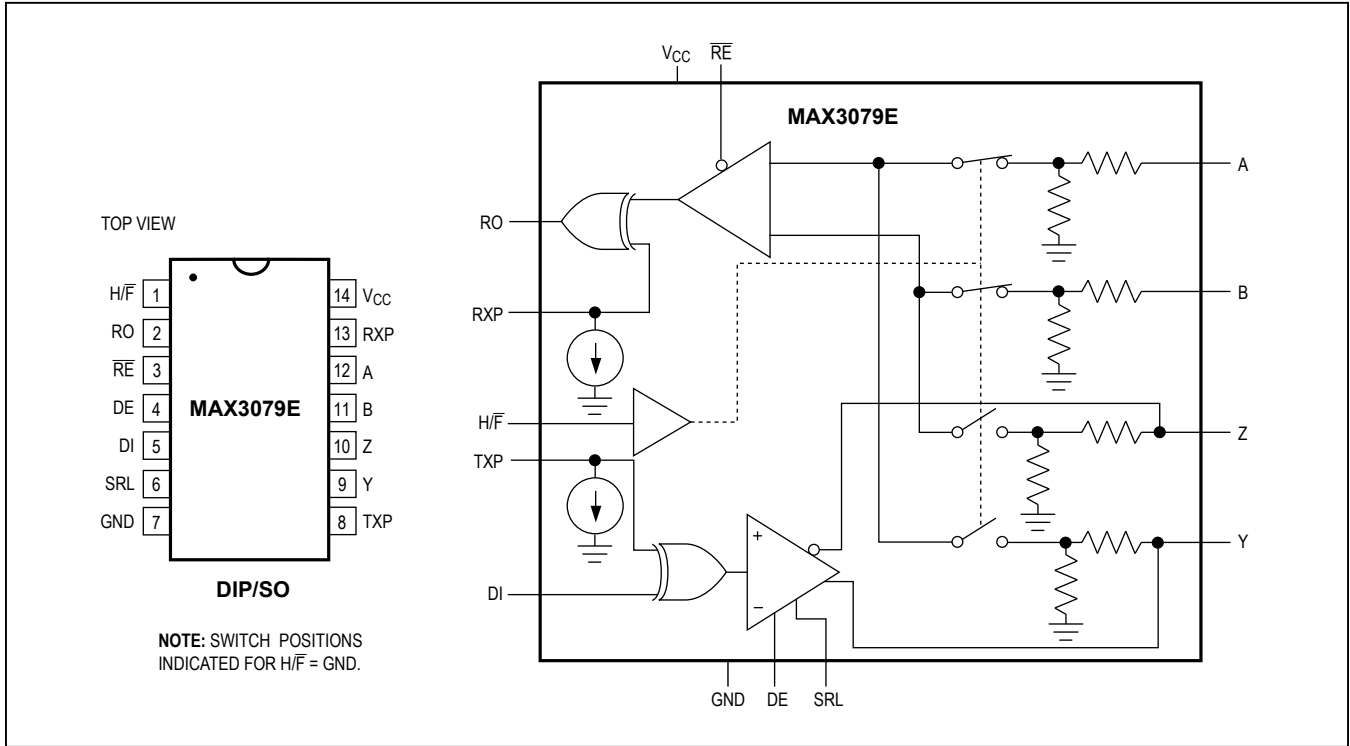 TOP VIEW
H/F̅ 1
RO 2
R̅E̅ 3
DE 4
DI 5
SRL 6
GND 7
14 VCC
13 RXP
12 A
11 B
10 Z
9 Y
8 TXP
MAX3079E
DIP/SO
NOTE: SWITCH POSITIONS
INDICATED FOR H/F̅ = GND.
VCC R̅E̅
MAX3079E
A
RO
B
RXP
H/F̅
Z
TXP
Y
+
−
DI
GND DE SRL